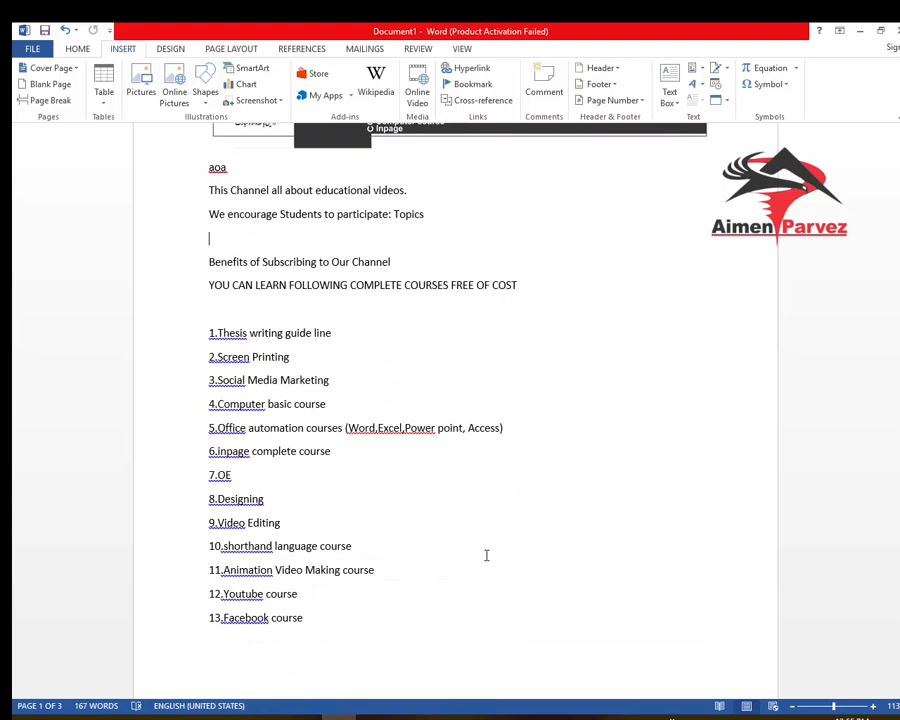 Document1 - Word (Product Activation Failed)
FILE HOME INSERT DESIGN PAGE LAYOUT REFERENCES MAILINGS REVIEW VIEW
Cover Page
Blank Page
Page Break
Pages
Table
Tables
Pictures
Online Pictures
Shapes
SmartArt
Chart
Screenshot
Illustrations
Store
My Apps
Wikipedia
Add-ins
Online Video
Media
Hyperlink
Bookmark
Cross-reference
Links
Comment
Comments
Header
Footer
Page Number
Header & Footer
Text Box
Text
Equation
Symbol
Symbols
Inpage
aoa
This Channel all about educational videos.
We encourage Students to participate: Topics
Benefits of Subscribing to Our Channel
YOU CAN LEARN FOLLOWING COMPLETE COURSES FREE OF COST
1.Thesis writing guide line
2.Screen Printing
3.Social Media Marketing
4.Computer basic course
5.Office automation courses (Word,Excel,Power point, Access)
6.inpage complete course
7.OE
8.Designing
9.Video Editing
10.shorthand language course
11.Animation Video Making course
12.Youtube course
13.Facebook course
Aimen Parvez
PAGE 1 OF 3 167 WORDS ENGLISH (UNITED STATES) 113